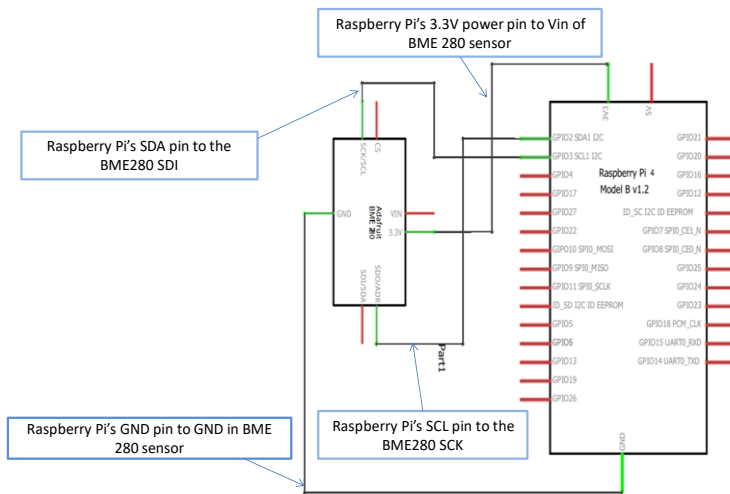 Raspberry Pi's 3.3V power pin to Vin of
BME 280 sensor
Raspberry Pi's SDA pin to the
BME280 SDI
SCK/SCL
CS
GND
Adafruit
BME 280
VIN
3.3V
SDI/SDA
SDO/ADR
Part1
3V3
5V
GPIO2 SDA1 I2C
GPIO3 SCL1 I2C
GPIO4
GPIO17
GPIO27
GPIO22
GIPO10 SPI0_MOSI
GPIO9 SPI0_MISO
GPIO11 SPI0_SCLK
ID_SD I2C ID EEPROM
GPIO5
GPIO6
GPIO13
GPIO19
GPIO26
Raspberry Pi 4
Model B v1.2
GPIO21
GPIO20
GPIO16
GPIO12
ID_SC I2C ID EEPROM
GPIO7 SPI0_CE1_N
GPIO8 SPI0_CE0_N
GPIO25
GPIO24
GPIO23
GPIO18 PCM_CLK
GPIO15 UART0_RXD
GPIO14 UART0_TXD
GND
Raspberry Pi's GND pin to GND in BME
280 sensor
Raspberry Pi's SCL pin to the
BME280 SCK